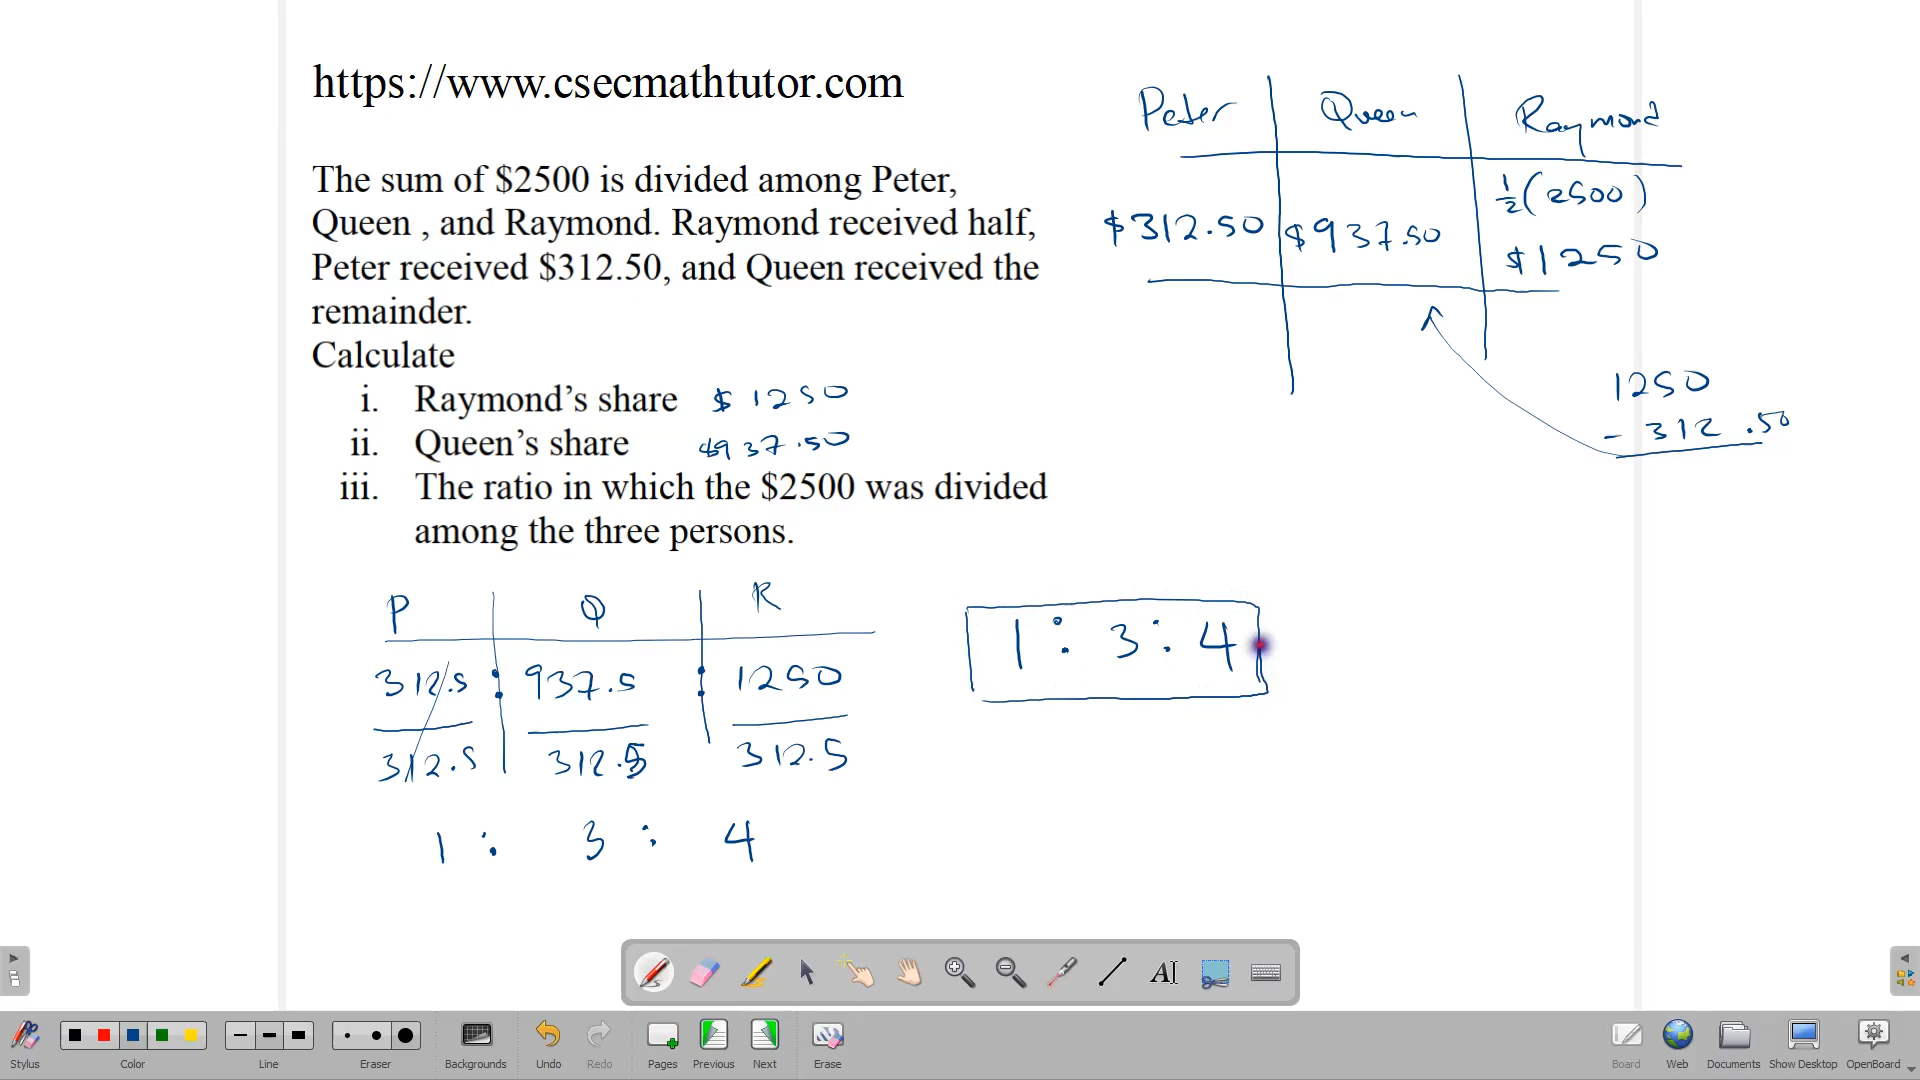 https://www.csecmathtutor.com
The sum of $2500 is divided among Peter,
Queen , and Raymond. Raymond received half,
Peter received $312.50, and Queen received the
remainder.
Calculate
i. Raymond’s share $ 1250
ii. Queen’s share $937.50
iii. The ratio in which the $2500 was divided
among the three persons.
Peter Queen Raymond
½(2500)
$312.50 $937.50 $1250
1250
- 312.50
P Q R
312.5 : 937.5 : 1250
312.5 312.5 312.5
1 : 3 : 4
1 : 3 : 4
Stylus Color Line Eraser Backgrounds Undo Redo Pages Previous Next Erase Board Web Documents Show Desktop OpenBoard